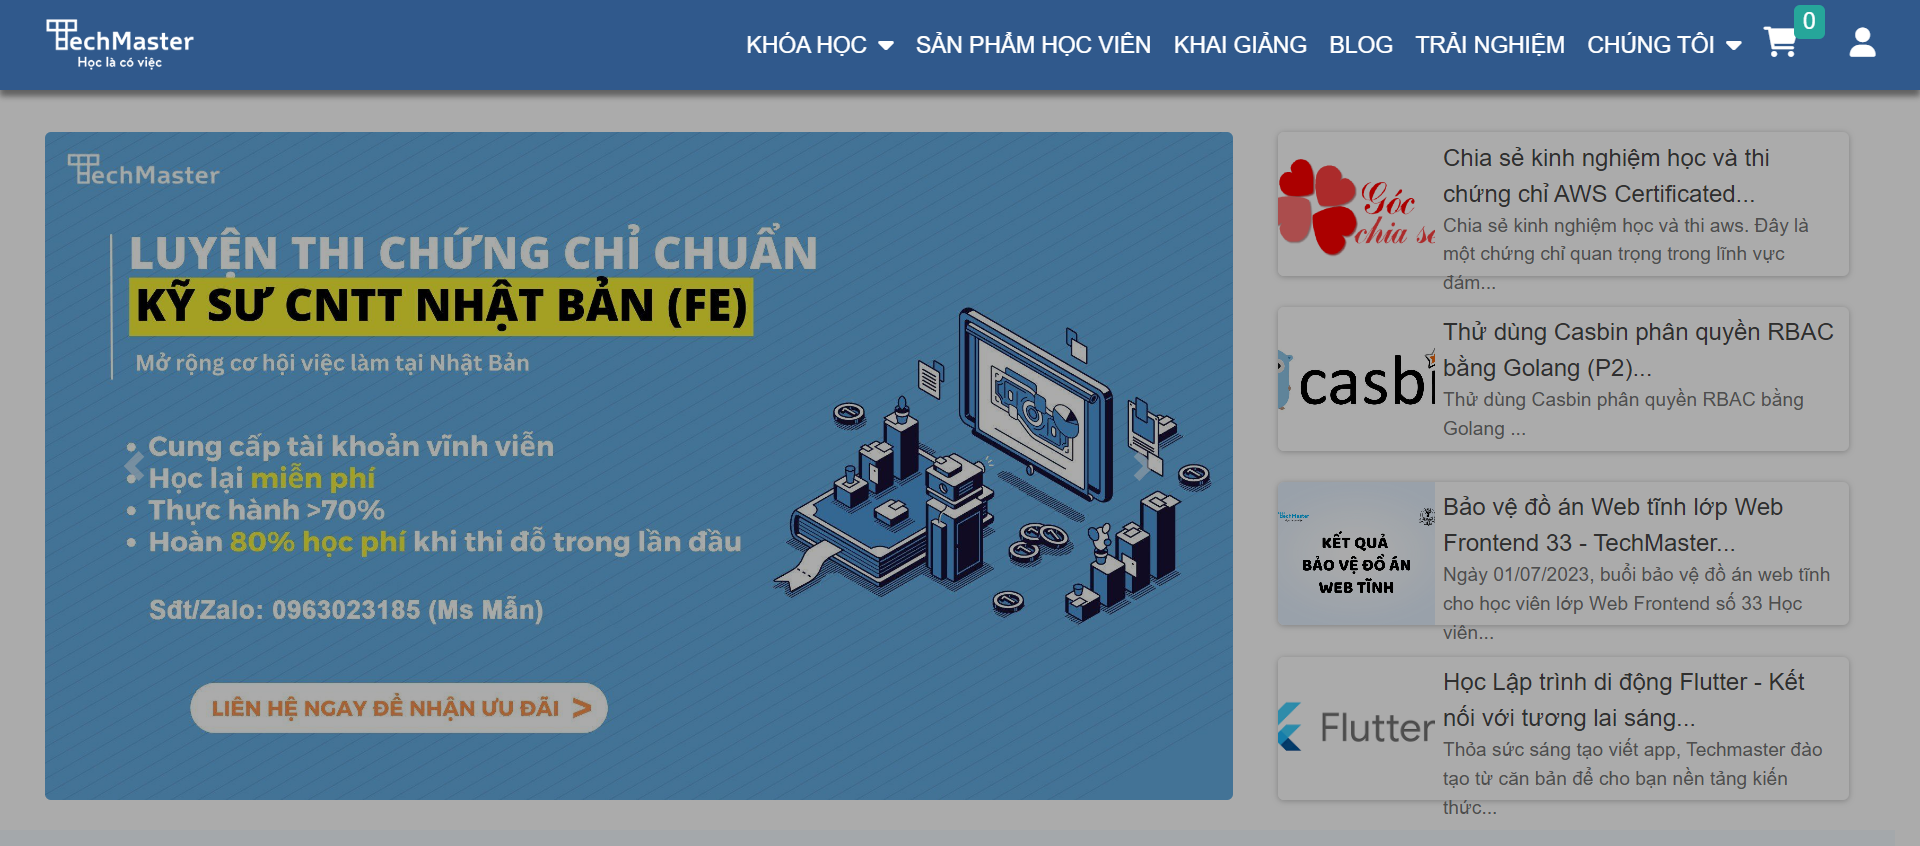 TechMaster
Học là có việc
KHÓA HỌC SẢN PHẨM HỌC VIÊN KHAI GIẢNG BLOG TRẢI NGHIỆM CHÚNG TÔI 0
TechMaster
LUYỆN THI CHỨNG CHỈ CHUẨN
KỸ SƯ CNTT NHẬT BẢN (FE)
Mở rộng cơ hội việc làm tại Nhật Bản
• Cung cấp tài khoản vĩnh viễn
• Học lại miễn phí
• Thực hành >70%
• Hoàn 80% học phí khi thi đỗ trong lần đầu
Sđt/Zalo: 0963023185 (Ms Mẫn)
LIÊN HỆ NGAY ĐỂ NHẬN ƯU ĐÃI >
Góc
chia sẻ
Chia sẻ kinh nghiệm học và thi
chứng chỉ AWS Certificated...
Chia sẻ kinh nghiệm học và thi aws. Đây là
một chứng chỉ quan trọng trong lĩnh vực
đám...
casbi
Thử dùng Casbin phân quyền RBAC
bằng Golang (P2)...
Thử dùng Casbin phân quyền RBAC bằng
Golang ...
TechMaster
KẾT QUẢ
BẢO VỆ ĐỒ ÁN
WEB TĨNH
Bảo vệ đồ án Web tĩnh lớp Web
Frontend 33 - TechMaster...
Ngày 01/07/2023, buổi bảo vệ đồ án web tĩnh
cho học viên lớp Web Frontend số 33 Học
viên...
Flutter
Học Lập trình di động Flutter - Kết
nối với tương lai sáng...
Thỏa sức sáng tạo viết app, Techmaster đào
tạo từ căn bản để cho bạn nền tảng kiến
thức...